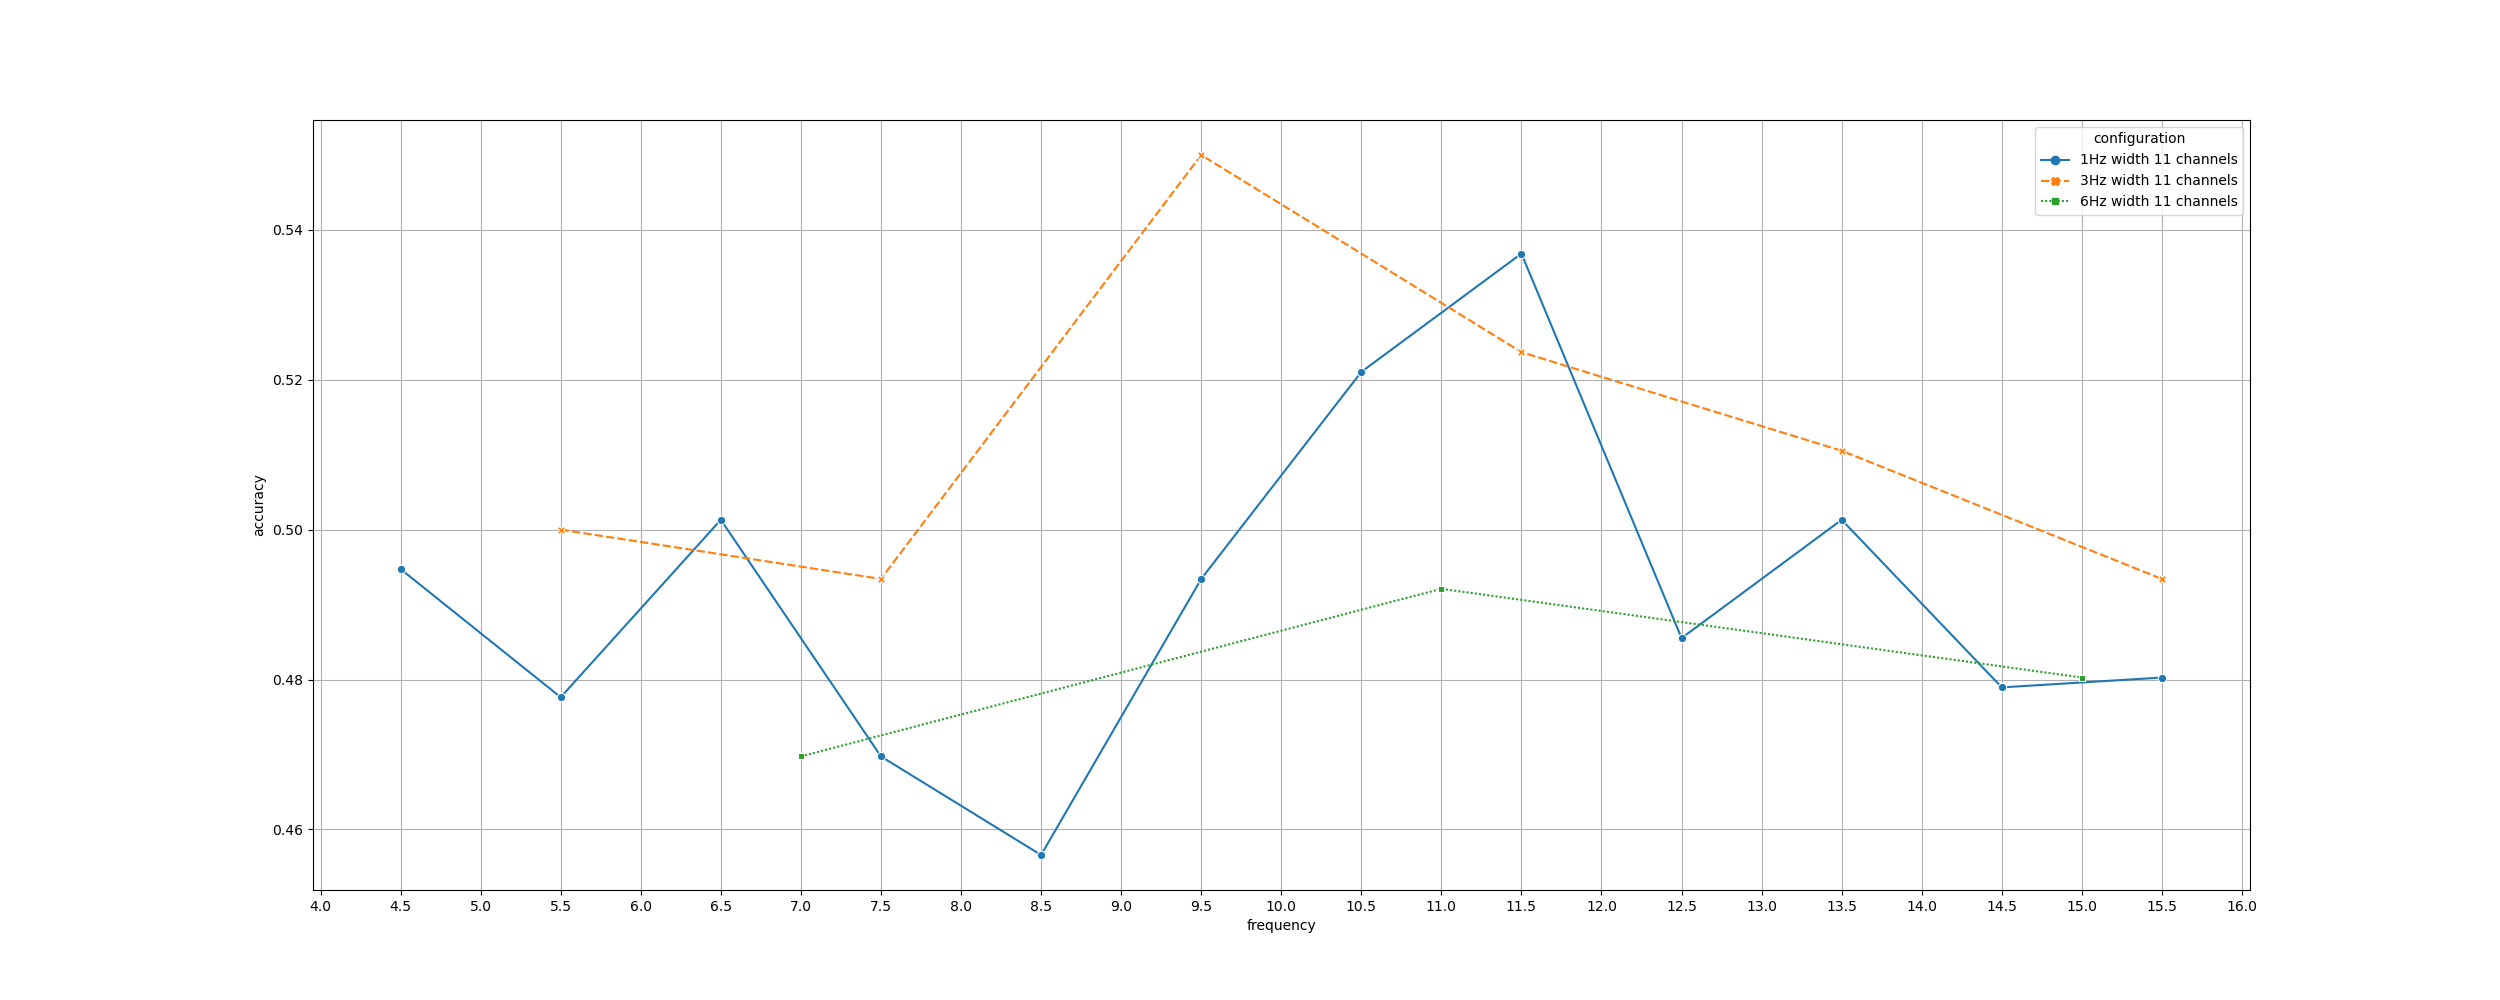 configuration
1Hz width 11 channels
3Hz width 11 channels
6Hz width 11 channels
0.54
0.52
0.50
0.48
0.46
accuracy
4.0 4.5 5.0 5.5 6.0 6.5 7.0 7.5 8.0 8.5 9.0 9.5 10.0 10.5 11.0 11.5 12.0 12.5 13.0 13.5 14.0 14.5 15.0 15.5 16.0
frequency